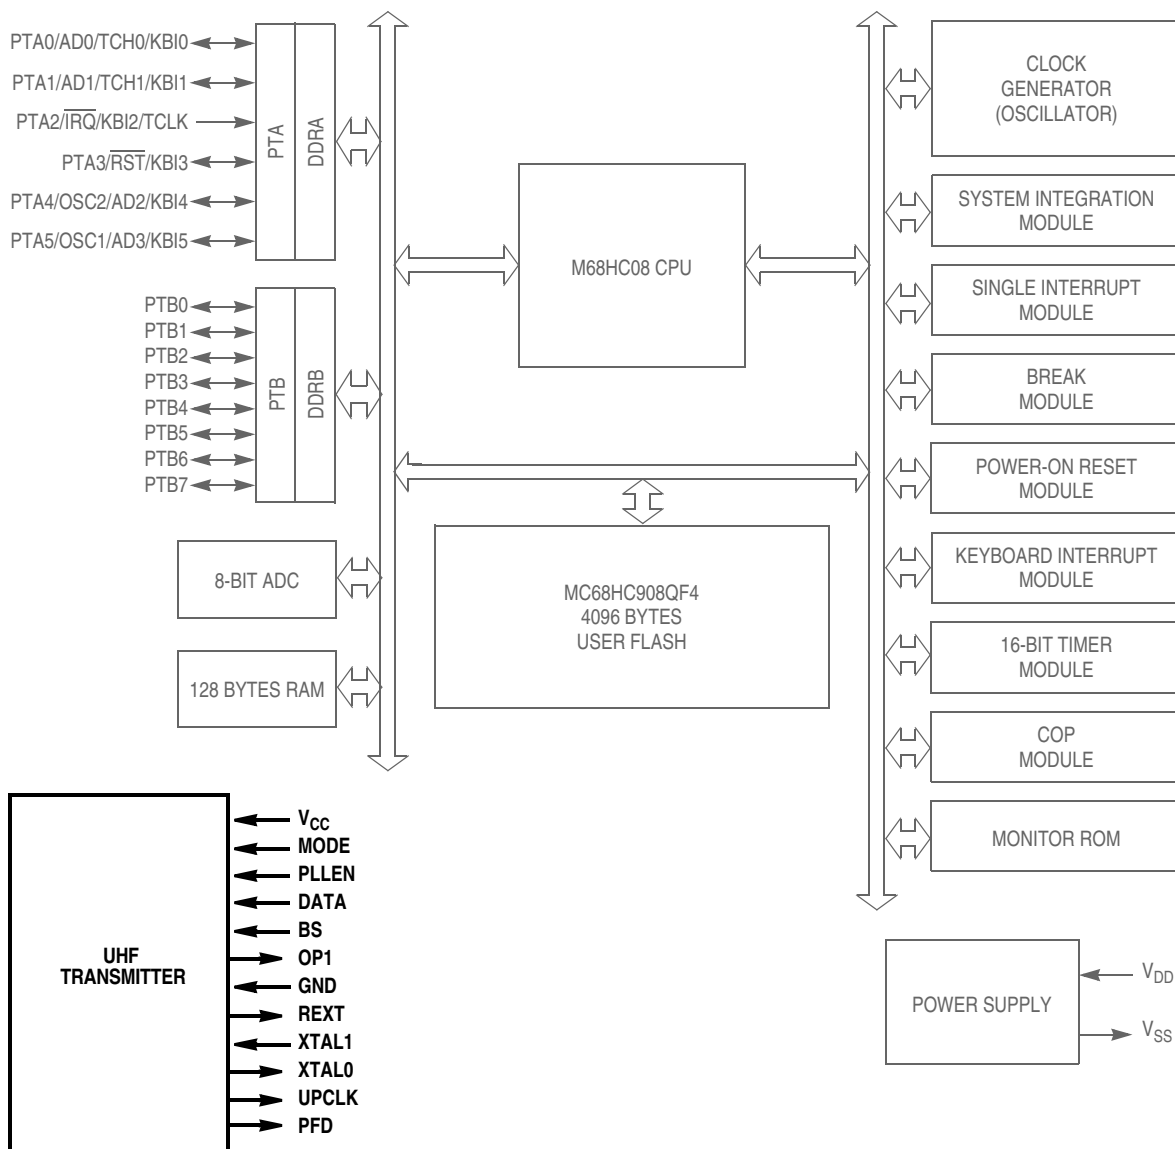 PTA0/AD0/TCH0/KBI0
PTA1/AD1/TCH1/KBI1
PTA2/IRQ/KBI2/TCLK
PTA3/RST/KBI3
PTA4/OSC2/AD2/KBI4
PTA5/OSC1/AD3/KBI5
PTA
DDRA
PTB0
PTB1
PTB2
PTB3
PTB4
PTB5
PTB6
PTB7
PTB
DDRB
8-BIT ADC
128 BYTES RAM
M68HC08 CPU
MC68HC908QF4
4096 BYTES
USER FLASH
CLOCK
GENERATOR
(OSCILLATOR)
SYSTEM INTEGRATION
MODULE
SINGLE INTERRUPT
MODULE
BREAK
MODULE
POWER-ON RESET
MODULE
KEYBOARD INTERRUPT
MODULE
16-BIT TIMER
MODULE
COP
MODULE
MONITOR ROM
UHF
TRANSMITTER
VCC
MODE
PLLEN
DATA
BS
OP1
GND
REXT
XTAL1
XTAL0
UPCLK
PFD
POWER SUPPLY
VDD
VSS